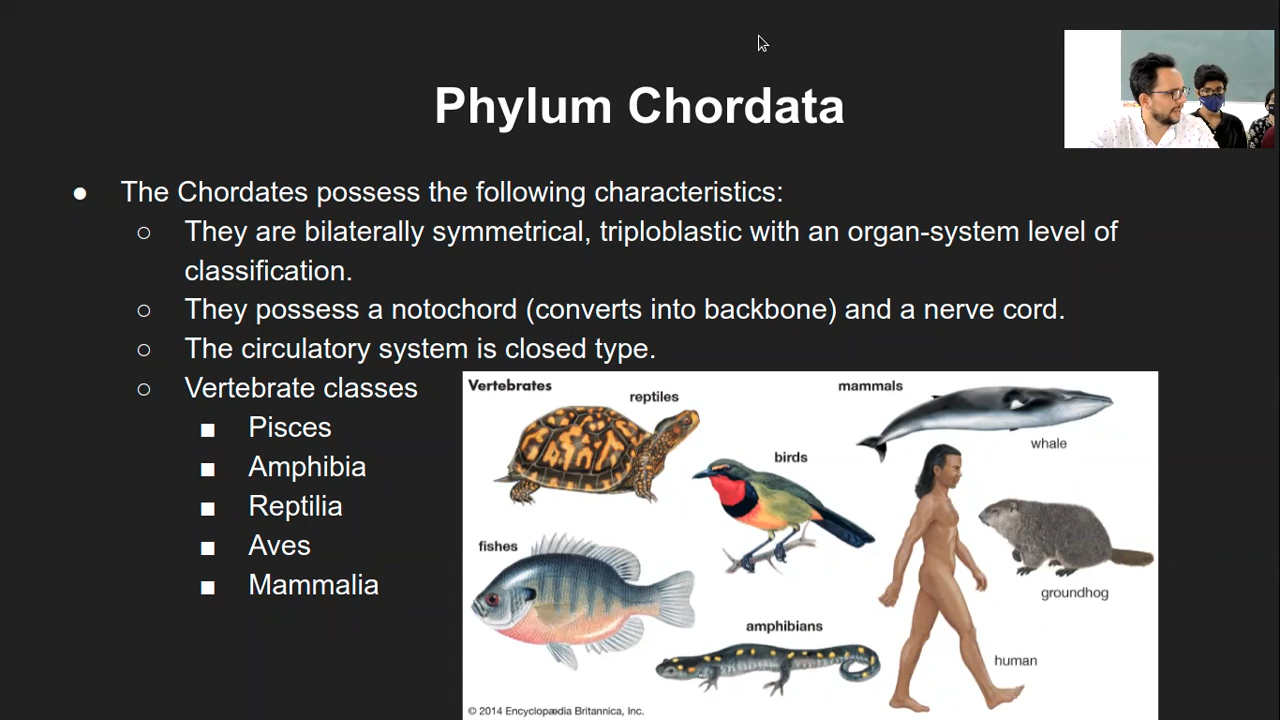 Phylum Chordata
● The Chordates possess the following characteristics:
○ They are bilaterally symmetrical, triploblastic with an organ-system level of
classification.
○ They possess a notochord (converts into backbone) and a nerve cord.
○ The circulatory system is closed type.
○ Vertebrate classes
■ Pisces
■ Amphibia
■ Reptilia
■ Aves
■ Mammalia
Vertebrates
reptiles
mammals
whale
birds
fishes
groundhog
amphibians
human
© 2014 Encyclopædia Britannica, Inc.